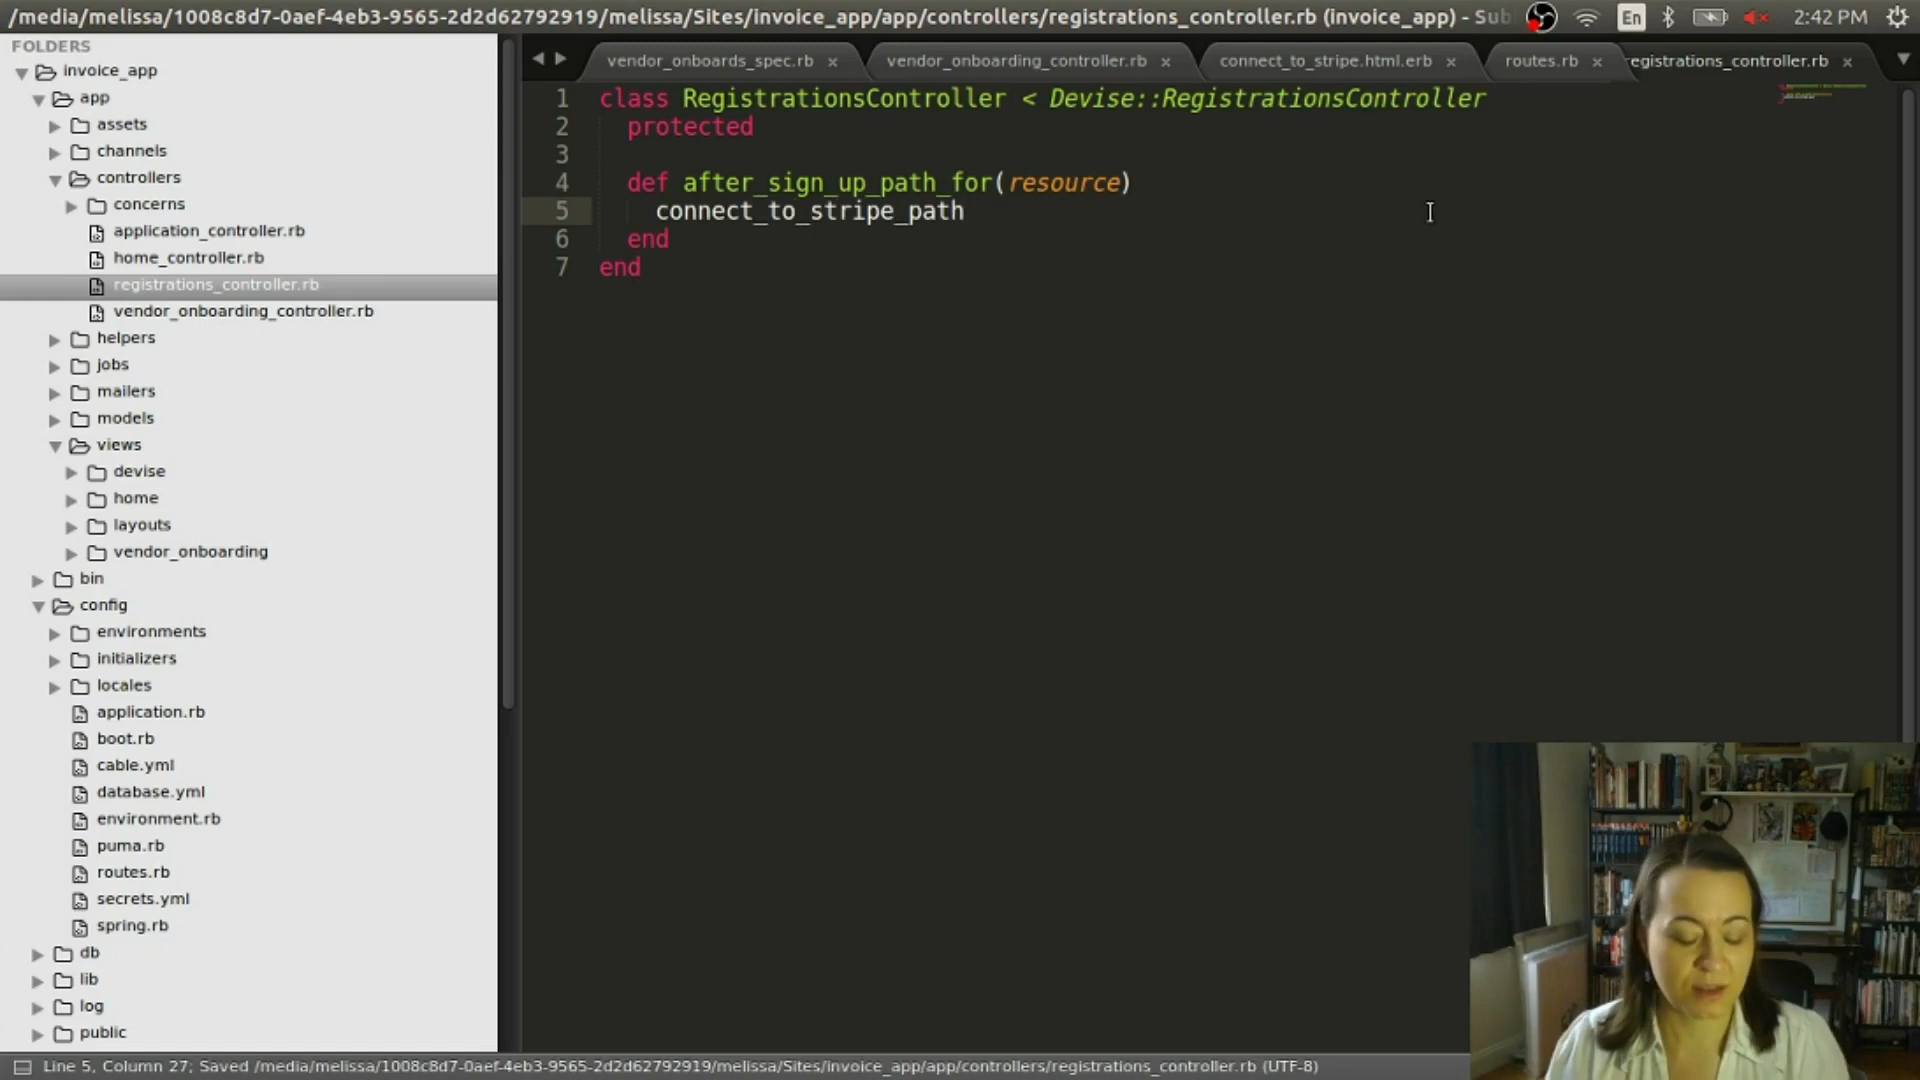 /media/melissa/1008c8d7-0aef-4eb3-9565-2d2d62792919/melissa/Sites/invoice_app/app/controllers/registrations_controller.rb (invoice_app) - Sub
En
2:42 PM
FOLDERS
invoice_app
app
assets
channels
controllers
concerns
application_controller.rb
home_controller.rb
registrations_controller.rb
vendor_onboarding_controller.rb
helpers
jobs
mailers
models
views
devise
home
layouts
vendor_onboarding
bin
config
environments
initializers
locales
application.rb
boot.rb
cable.yml
database.yml
environment.rb
puma.rb
routes.rb
secrets.yml
spring.rb
db
lib
log
public
vendor_onboards_spec.rb ×
vendor_onboarding_controller.rb ×
connect_to_stripe.html.erb ×
routes.rb ×
registrations_controller.rb ×
1 class RegistrationsController < Devise::RegistrationsController
2 protected
3
4 def after_sign_up_path_for(resource)
5 connect_to_stripe_path
6 end
7 end
Line 5, Column 27; Saved /media/melissa/1008c8d7-0aef-4eb3-9565-2d2d62792919/melissa/Sites/invoice_app/app/controllers/registrations_controller.rb (UTF-8)